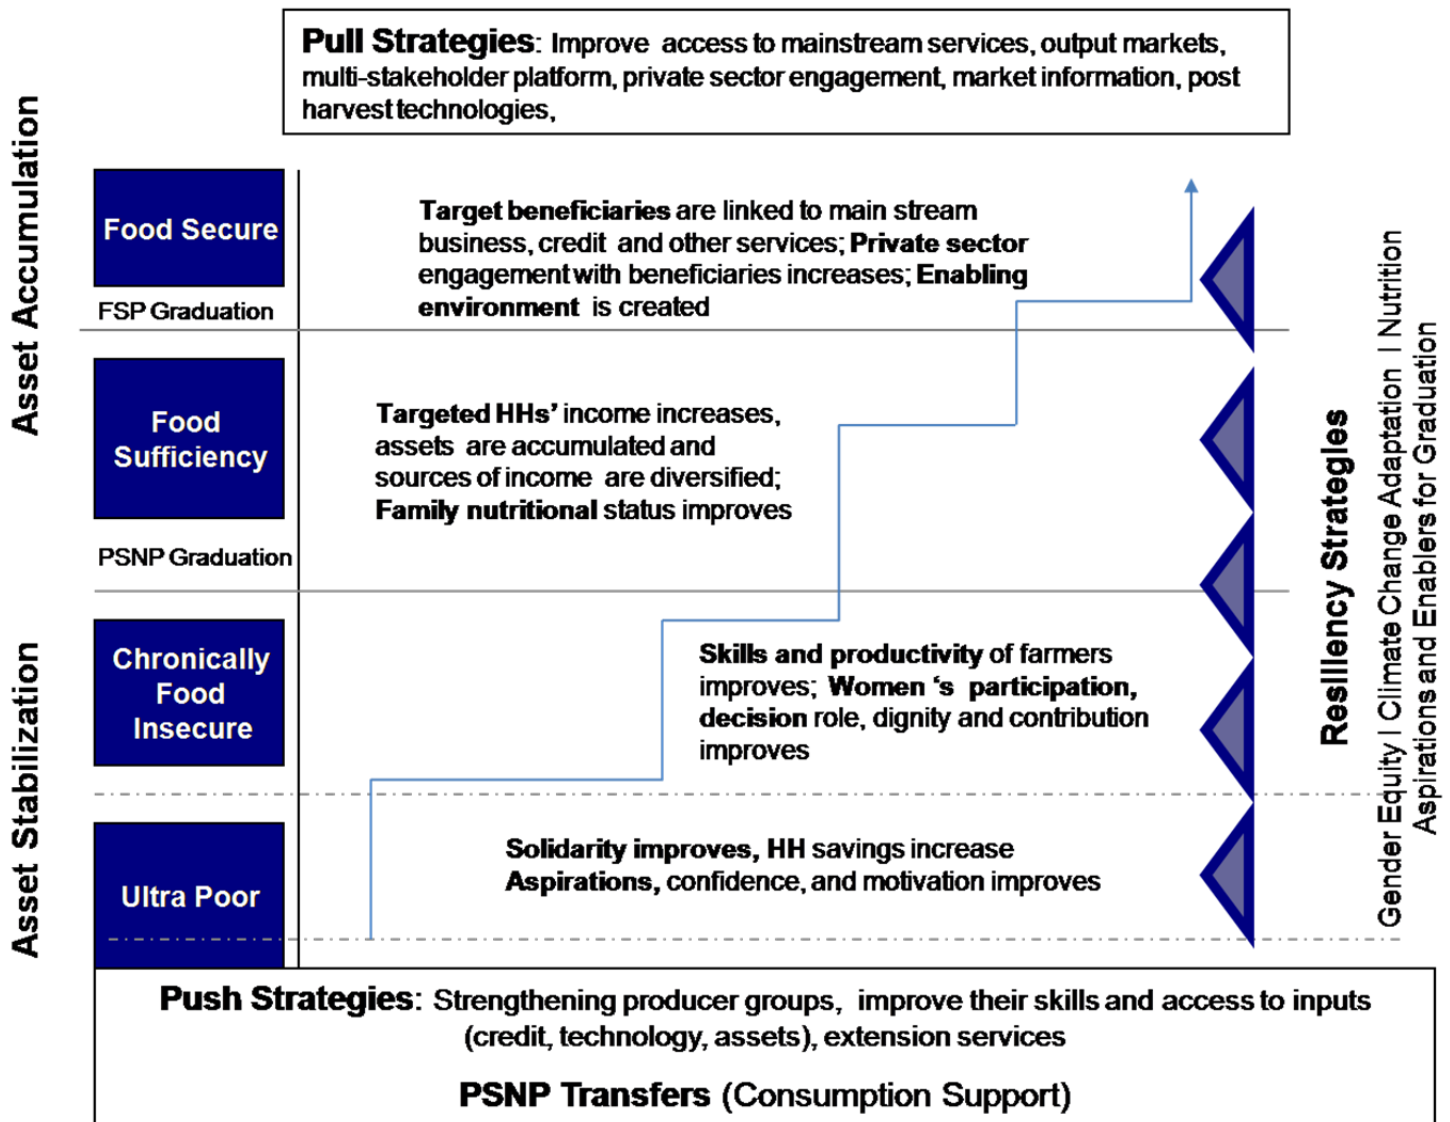 Pull Strategies: Improve access to mainstream services, output markets,
multi-stakeholder platform, private sector engagement, market information, post
harvest technologies,
Asset Accumulation
Food Secure
FSP Graduation
Target beneficiaries are linked to main stream
business, credit and other services; Private sector
engagement with beneficiaries increases; Enabling
environment is created
Food
Sufficiency
PSNP Graduation
Targeted HHs' income increases,
assets are accumulated and
sources of income are diversified;
Family nutritional status improves
Asset Stabilization
Chronically
Food
Insecure
Skills and productivity of farmers
improves; Women 's participation,
decision role, dignity and contribution
improves
Ultra Poor
Solidarity improves, HH savings increase
Aspirations, confidence, and motivation improves
Resiliency Strategies
Gender Equity I Climate Change Adaptation I Nutrition
Aspirations and Enablers for Graduation
Push Strategies: Strengthening producer groups, improve their skills and access to inputs
(credit, technology, assets), extension services
PSNP Transfers (Consumption Support)